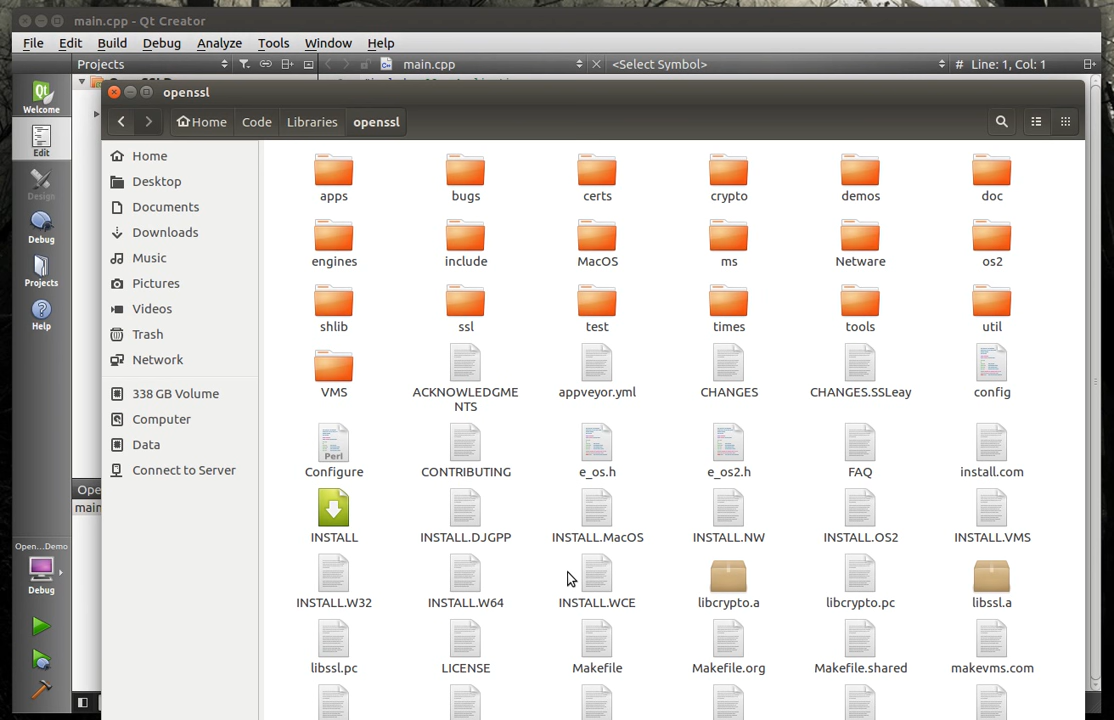 main.cpp - Qt Creator
File Edit Build Debug Analyze Tools Window Help
Projects main.cpp <Select Symbol> # Line: 1, Col: 1
Welcome
Edit
Design
Debug
Projects
Help
openssl
Home Code Libraries openssl
Home
Desktop
Documents
Downloads
Music
Pictures
Videos
Trash
Network
338 GB Volume
Computer
Data
Connect to Server
apps bugs certs crypto demos doc
engines include MacOS ms Netware os2
shlib ssl test times tools util
VMS ACKNOWLEDGME appveyor.yml CHANGES CHANGES.SSLeay config
NTS
Perl
Configure CONTRIBUTING e_os.h e_os2.h FAQ install.com
INSTALL INSTALL.DJGPP INSTALL.MacOS INSTALL.NW INSTALL.OS2 INSTALL.VMS
INSTALL.W32 INSTALL.W64 INSTALL.WCE libcrypto.a libcrypto.pc libssl.a
libssl.pc LICENSE Makefile Makefile.org Makefile.shared makevms.com
Ope
main
Open...Demo
Debug